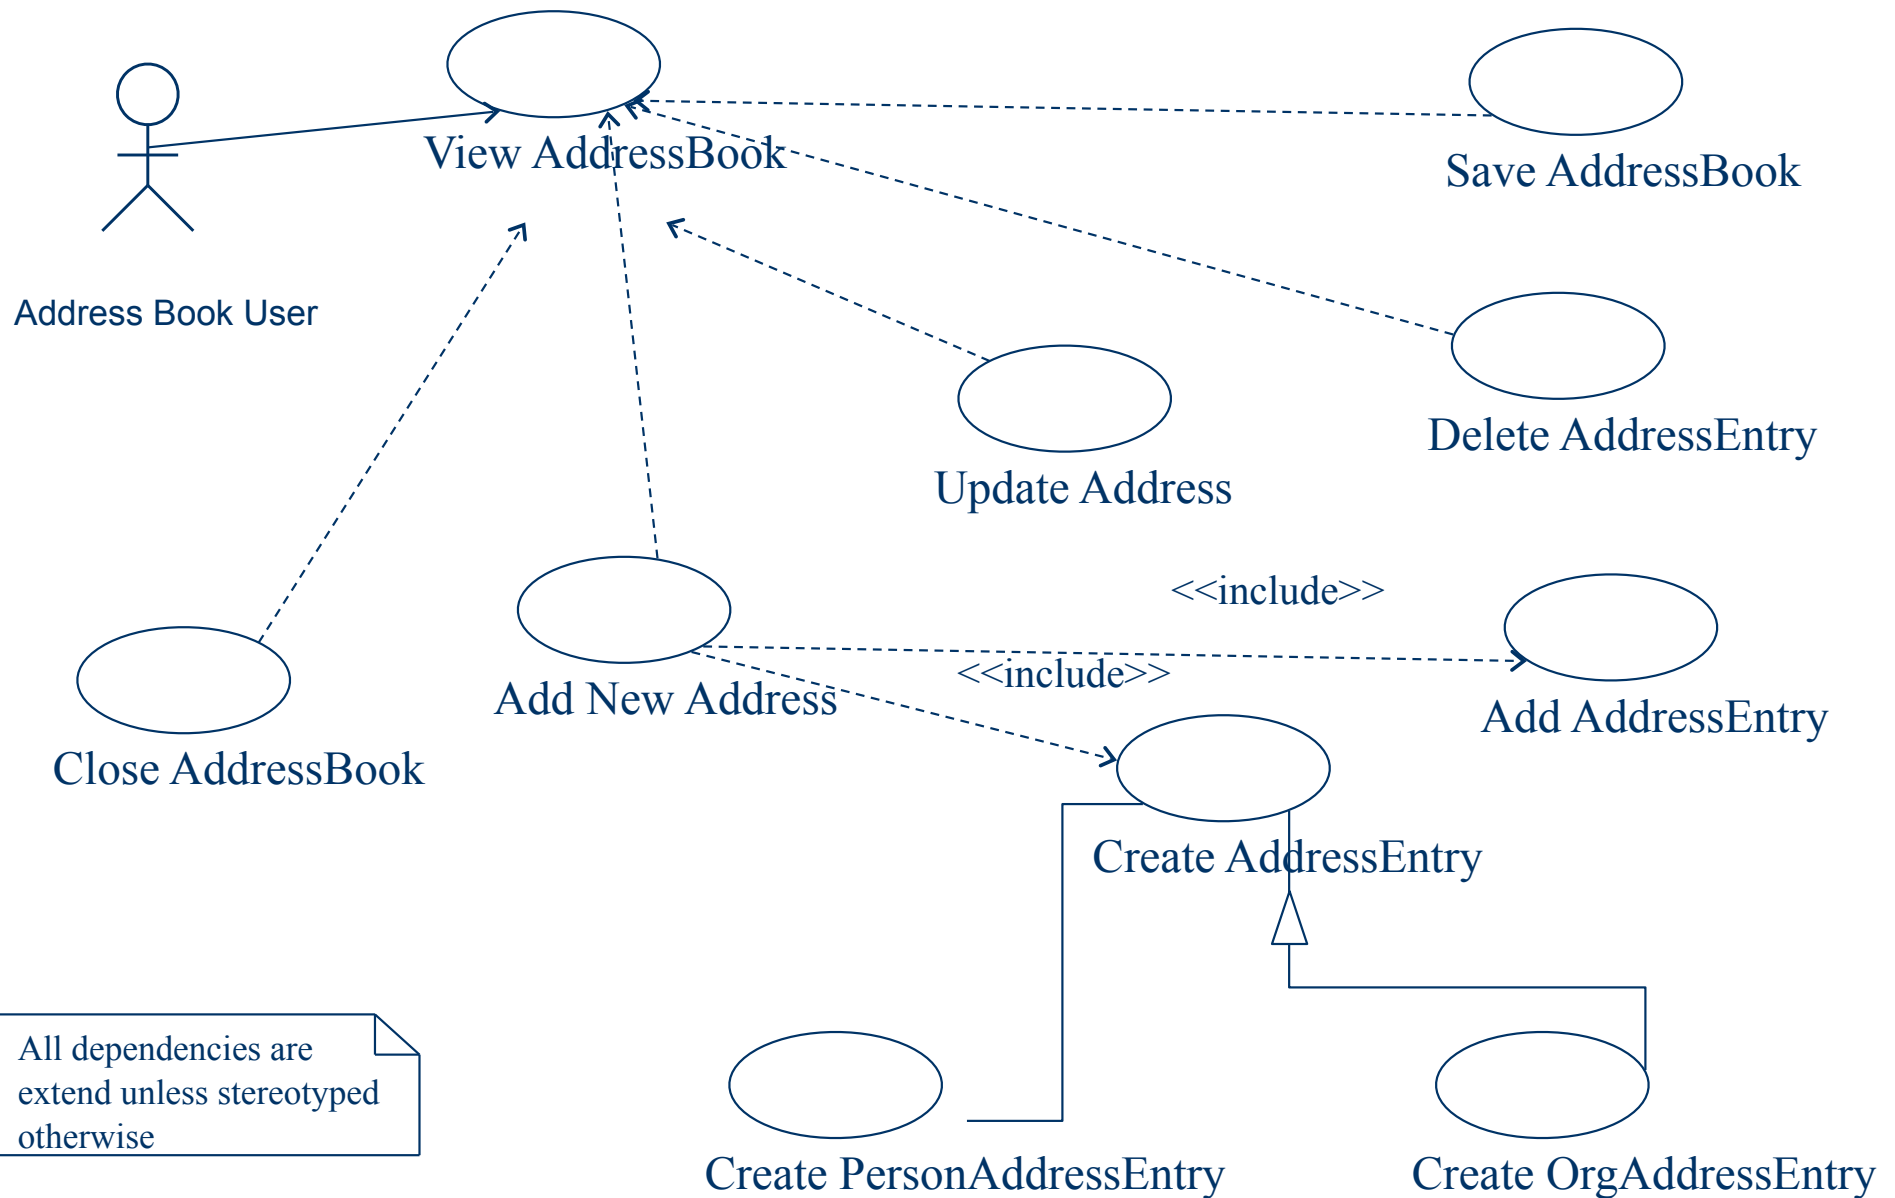 View AddressBook
Save AddressBook
Address Book User
Delete AddressEntry
Update Address
<<include>>
<<include>>
Add New Address
Add AddressEntry
Close AddressBook
Create AddressEntry
All dependencies are
extend unless stereotyped
otherwise
Create PersonAddressEntry
Create OrgAddressEntry